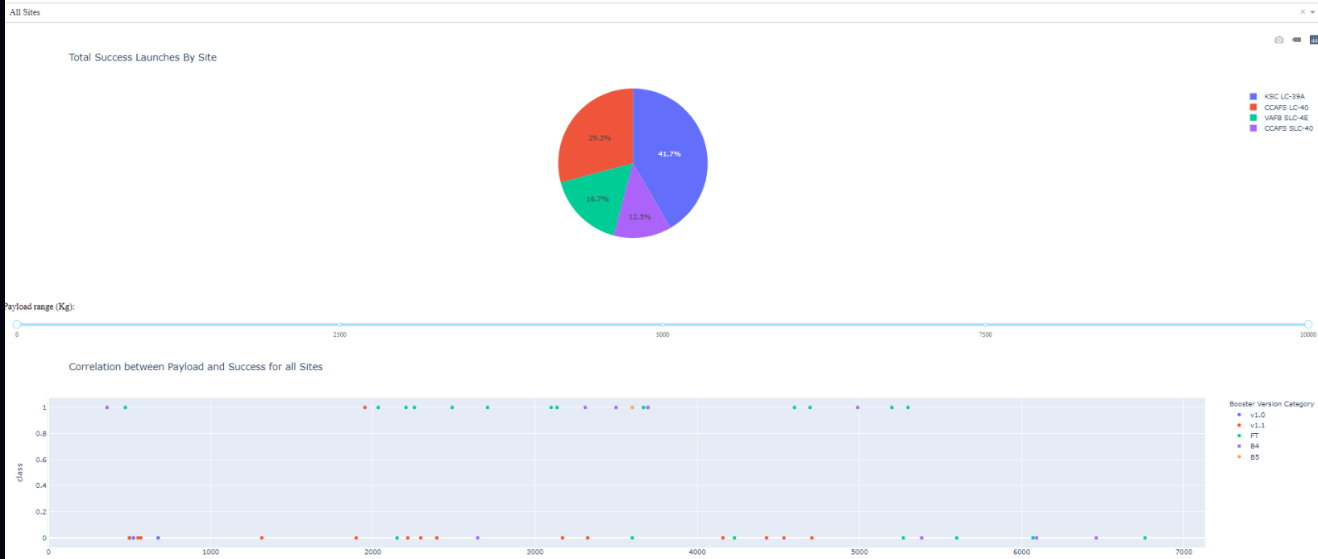 All Sites
Total Success Launches By Site
KSC LC-39A
CCAFS LC-40
VAFB SLC-4E
CCAFS SLC-40
29.2%
41.7%
16.7%
12.5%
Payload range (Kg):
0 2500 5000 7500 10000
Correlation between Payload and Success for all Sites
Booster Version Category
v1.0
v1.1
FT
B4
B5
class
1
0.8
0.6
0.4
0.2
0
0 1000 2000 3000 4000 5000 6000 7000